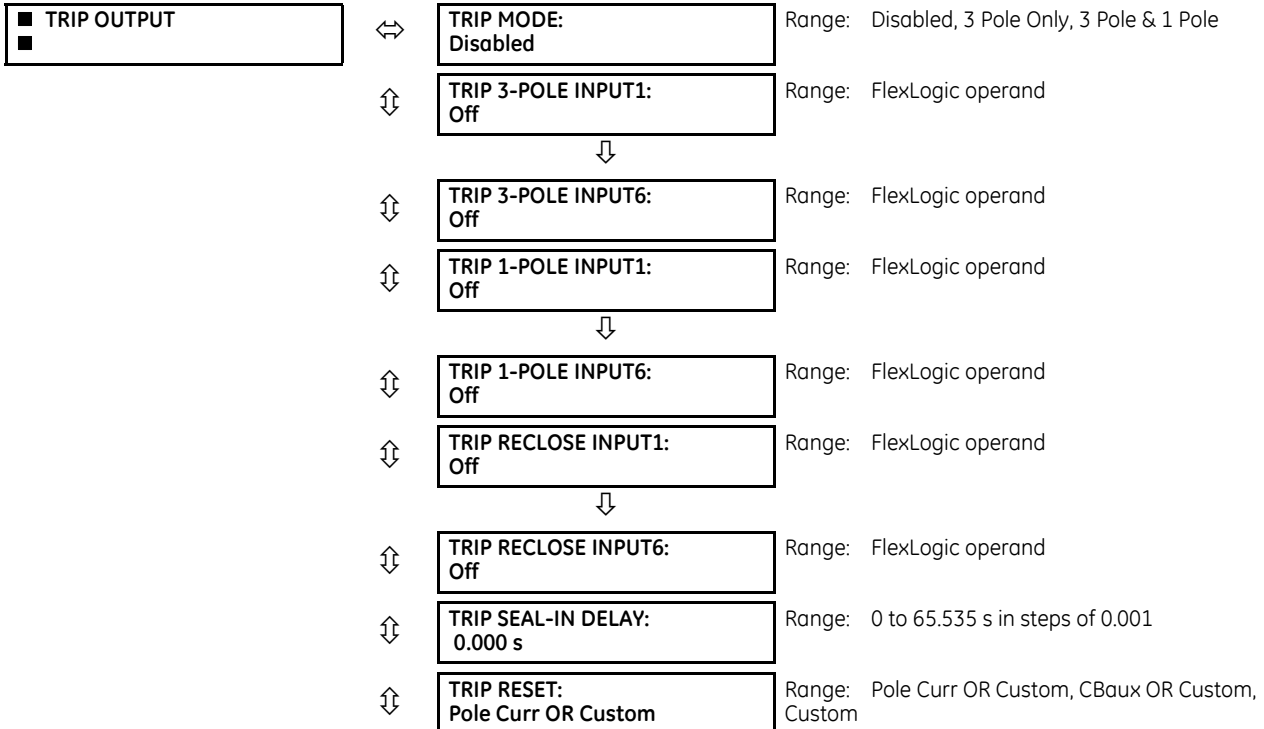 ■ TRIP OUTPUT
■
TRIP MODE:
Disabled
Range: Disabled, 3 Pole Only, 3 Pole & 1 Pole
TRIP 3-POLE INPUT1:
Off
Range: FlexLogic operand
TRIP 3-POLE INPUT6:
Off
Range: FlexLogic operand
TRIP 1-POLE INPUT1:
Off
Range: FlexLogic operand
TRIP 1-POLE INPUT6:
Off
Range: FlexLogic operand
TRIP RECLOSE INPUT1:
Off
Range: FlexLogic operand
TRIP RECLOSE INPUT6:
Off
Range: FlexLogic operand
TRIP SEAL-IN DELAY:
0.000 s
Range: 0 to 65.535 s in steps of 0.001
TRIP RESET:
Pole Curr OR Custom
Range: Pole Curr OR Custom, CBaux OR Custom,
Custom